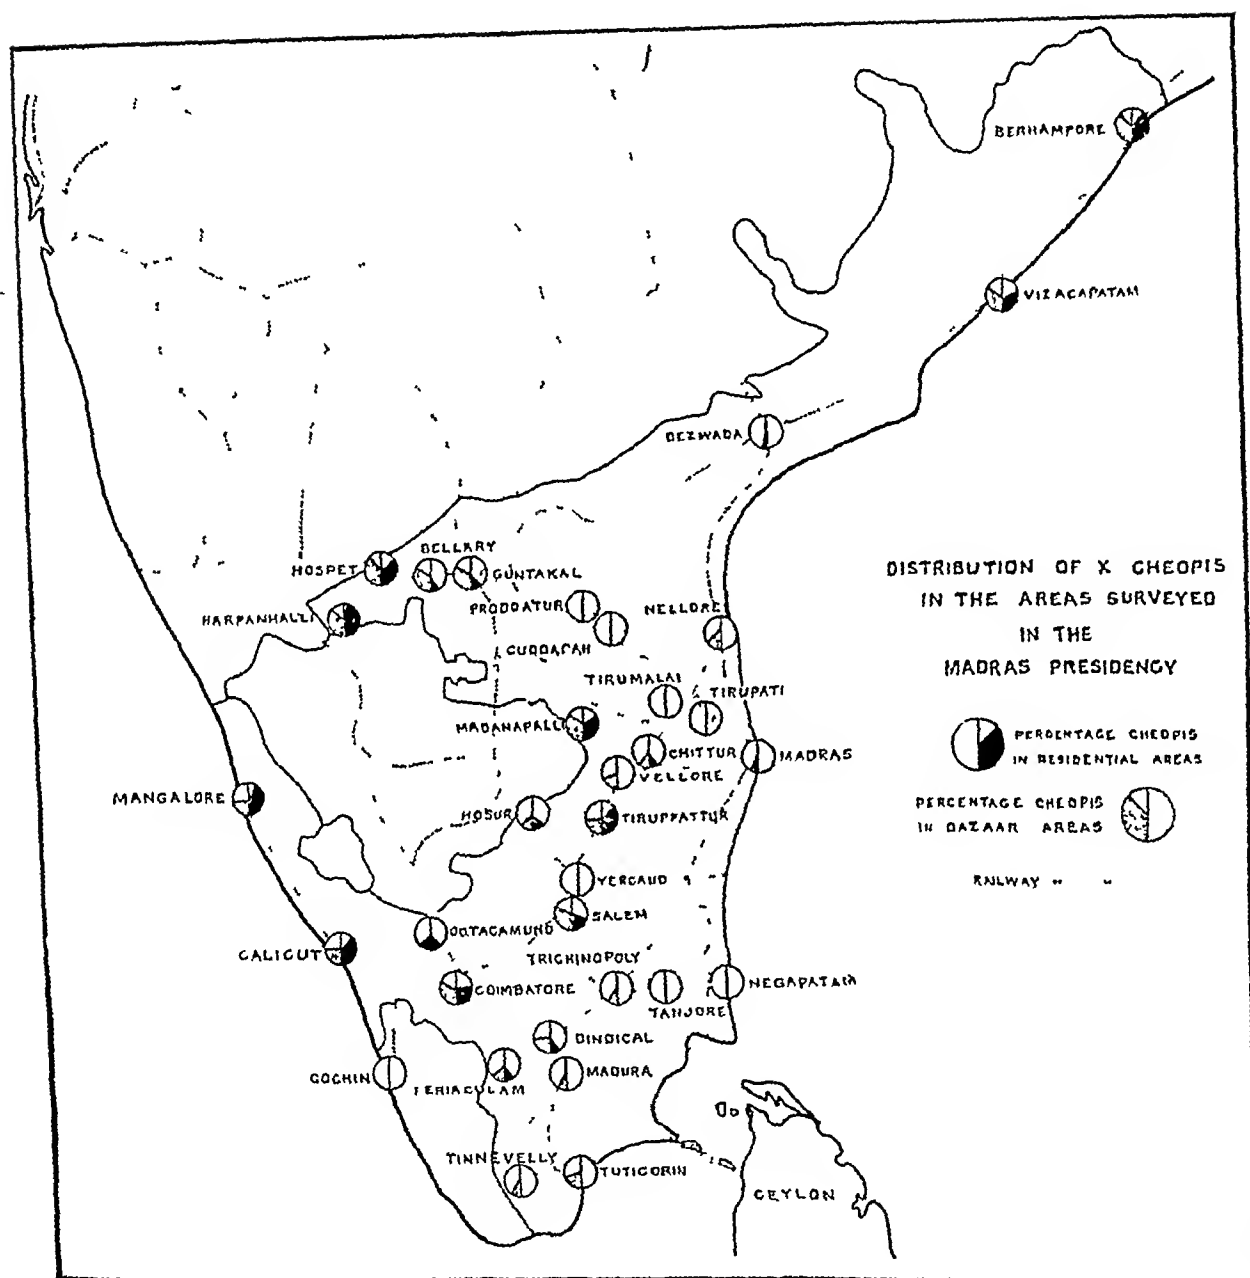 BERHAMPORE
VIZAGAPATAM
BEZWADA
HOSPET
BELLARY
GUNTAKAL
HARPANHALLI
PRODDATUR
NELLORE
CUDDAPAH
DISTRIBUTION OF X CHEOPIS
IN THE AREAS SURVEYED
IN THE
MADRAS PRESIDENCY
TIRUMALAI
TIRUPATI
MADANAPALLI
CHITTUR
MADRAS
VELLORE
PERCENTAGE CHEOPIS
IN RESIDENTIAL AREAS
MANGALORE
HOSUR
TIRUPPATTUR
PERCENTAGE CHEOPIS
IN BAZAAR AREAS
YERCAUD
RAILWAY " "
SALEM
OOTACAMUND
CALICUT
TRICHINOPOLY
COIMBATORE
NEGAPATAM
TANJORE
DINDIGAL
COCHIN
PERIACULAM
MADURA
TINNEVELLY
TUTICORIN
CEYLON